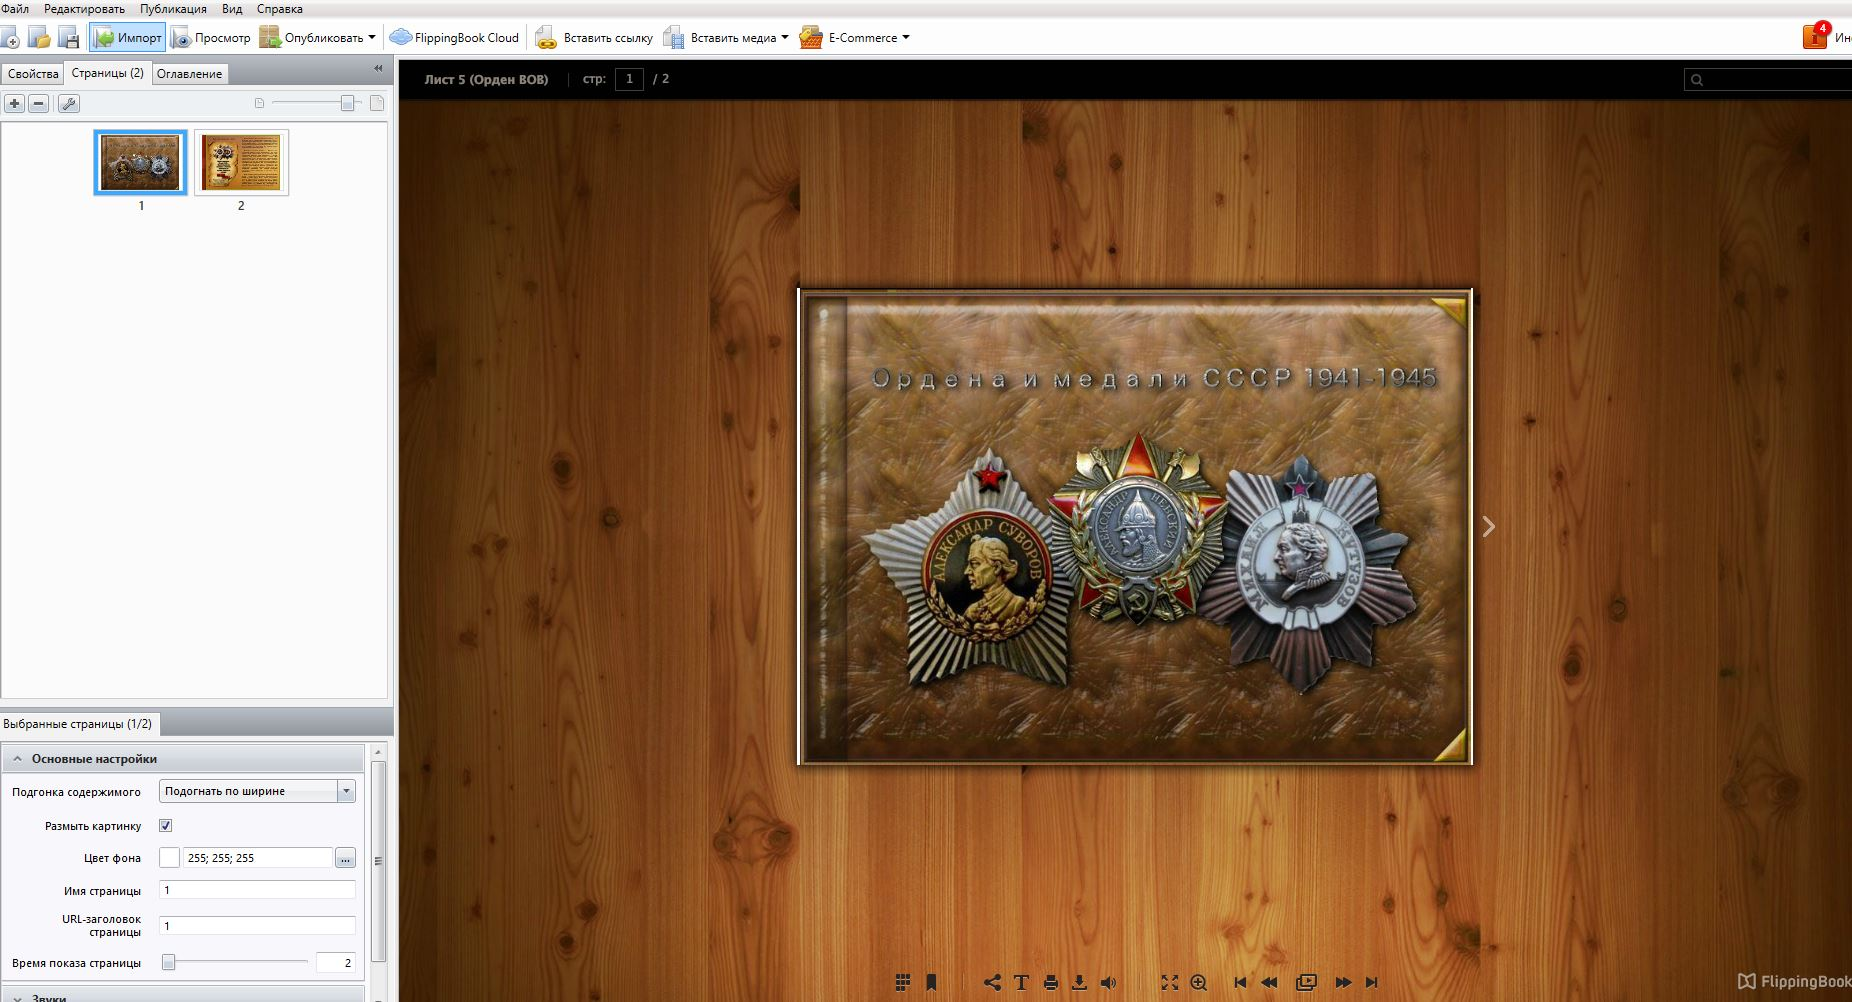 Файл Редактировать Публикация Вид Справка
Импорт Просмотр Опубликовать FlippingBook Cloud Вставить ссылку Вставить медиа E-Commerce 4 Ин
Свойства Страницы (2) Оглавление
Лист 5 (Орден ВОВ) стр: 1 / 2
1 2
Ордена и медали СССР 1941-1945
АЛЕКСАНДР СУВОРОВ
АЛЕКСАНДР НЕВСКИЙ
МИХАИЛ КУТУЗОВ
Выбранные страницы (1/2)
Основные настройки
Подгонка содержимого Подогнать по ширине
Размыть картинку
Цвет фона 255; 255; 255 ...
Имя страницы 1
URL-заголовок страницы 1
Время показа страницы 2
Звуки
FlippingBook